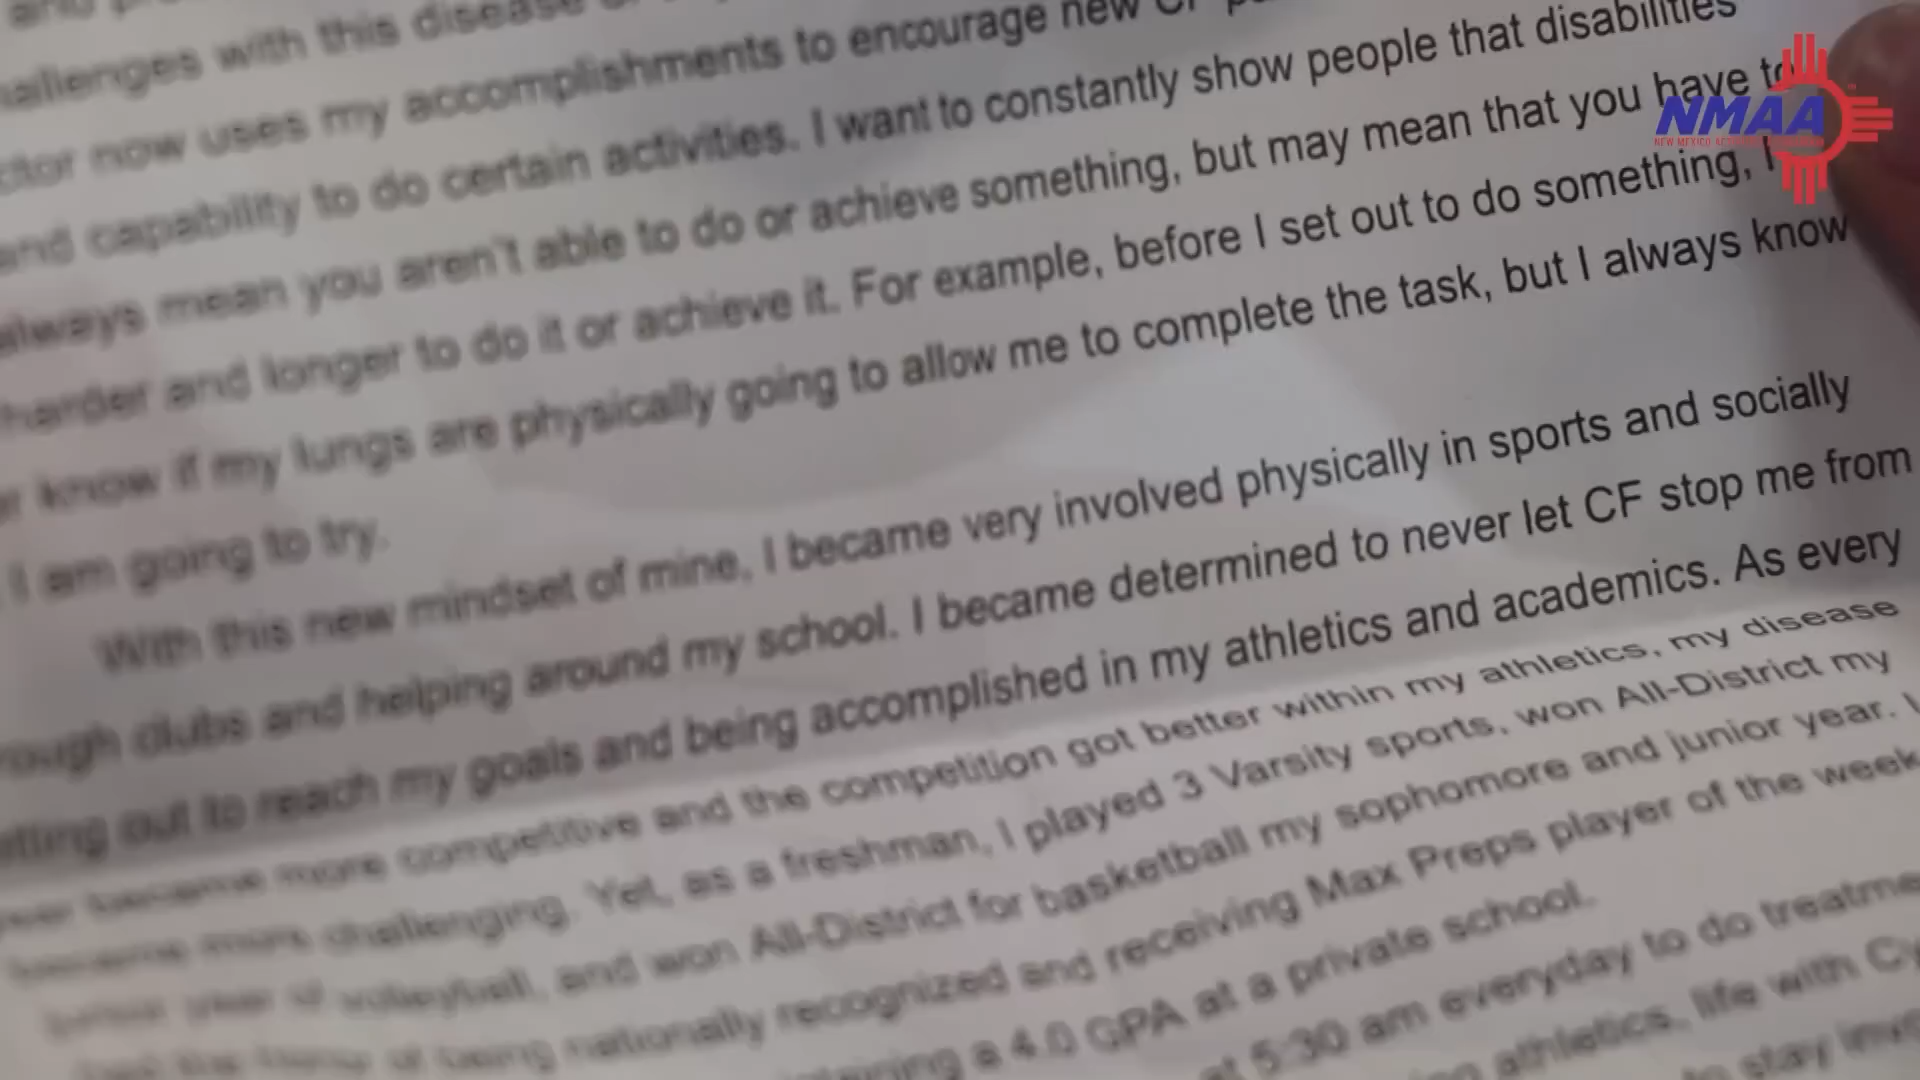 challenges with this disease
doctor now uses my accomplishments to encourage new CF
and capability to do certain activities. I want to constantly show people that disabilities
always mean you aren't able to do or achieve something, but may mean that you have to
harder and longer to do it or achieve it. For example, before I set out to do something, I
know if my lungs are physically going to allow me to complete the task, but I always know
I am going to try.
With this new mindset of mine, I became very involved physically in sports and socially
rough clubs and helping around my school. I became determined to never let CF stop me from
etting out to reach my goals and being accomplished in my athletics and academics. As every
year became more competitive and the competition got better within my athletics, my disease
became more challenging. Yet, as a freshman, I played 3 Varsity sports, won All-District my
year of volleyball, and won All-District for basketball my sophomore and junior year. I
being nationally recognized and receiving Max Preps player of the week
a 4.0 GPA at a private school.
at 5:30 am everyday to do treatme
athletics, life with Cy
to stay invo
NMAA